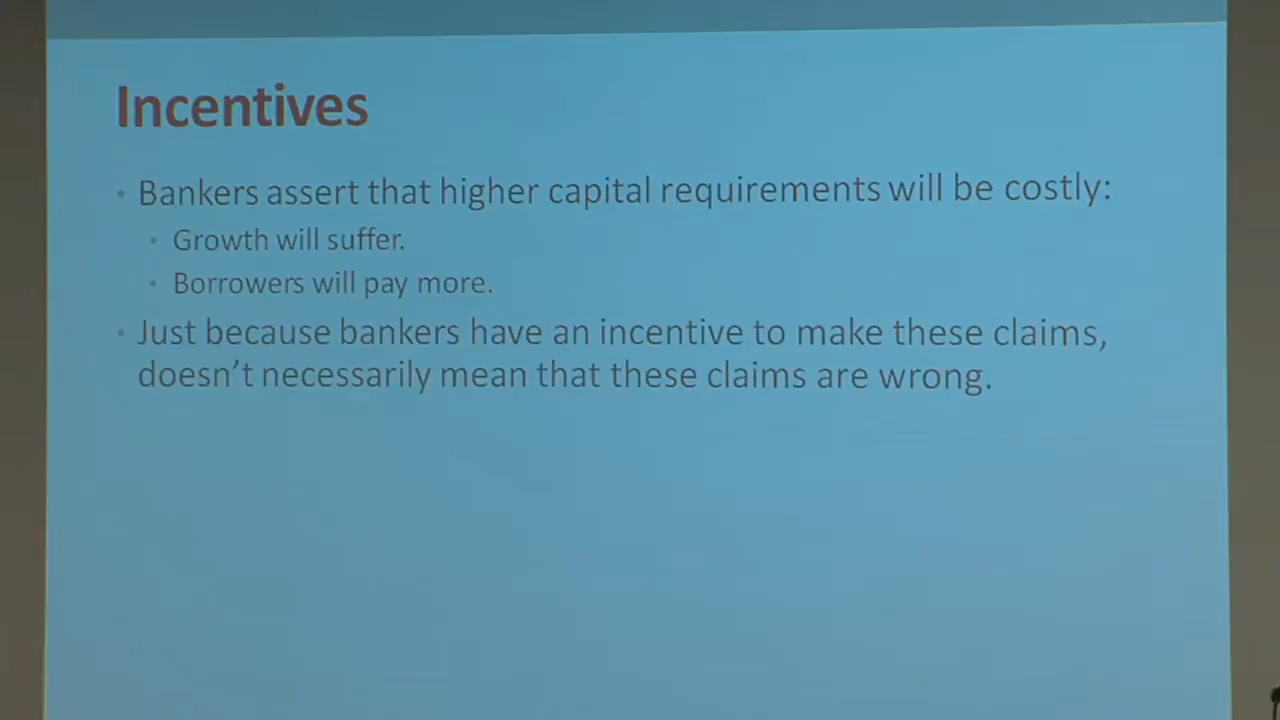 Incentives
• Bankers assert that higher capital requirements will be costly:
• Growth will suffer.
• Borrowers will pay more.
• Just because bankers have an incentive to make these claims,
doesn't necessarily mean that these claims are wrong.